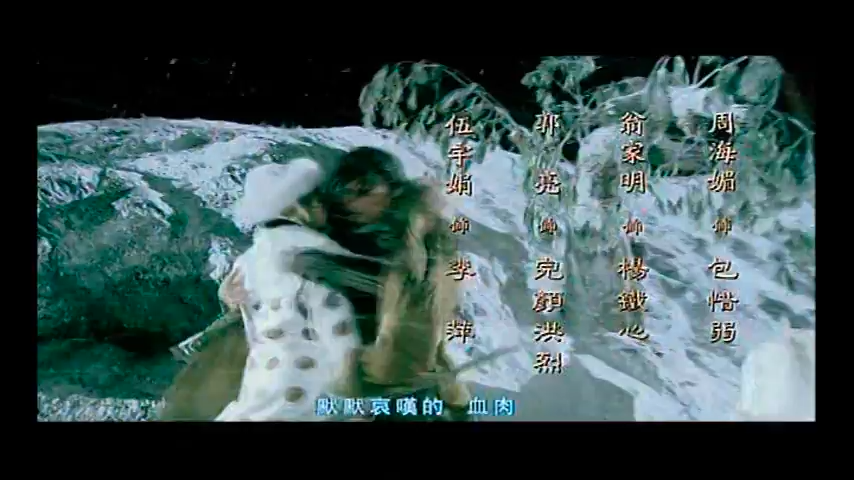 周海媚 飾 包惜弱
翁家明 飾 楊鐵心
郭亮 飾 完顏洪烈
伍宇娟 飾 李萍
默默哀嘆的 血肉